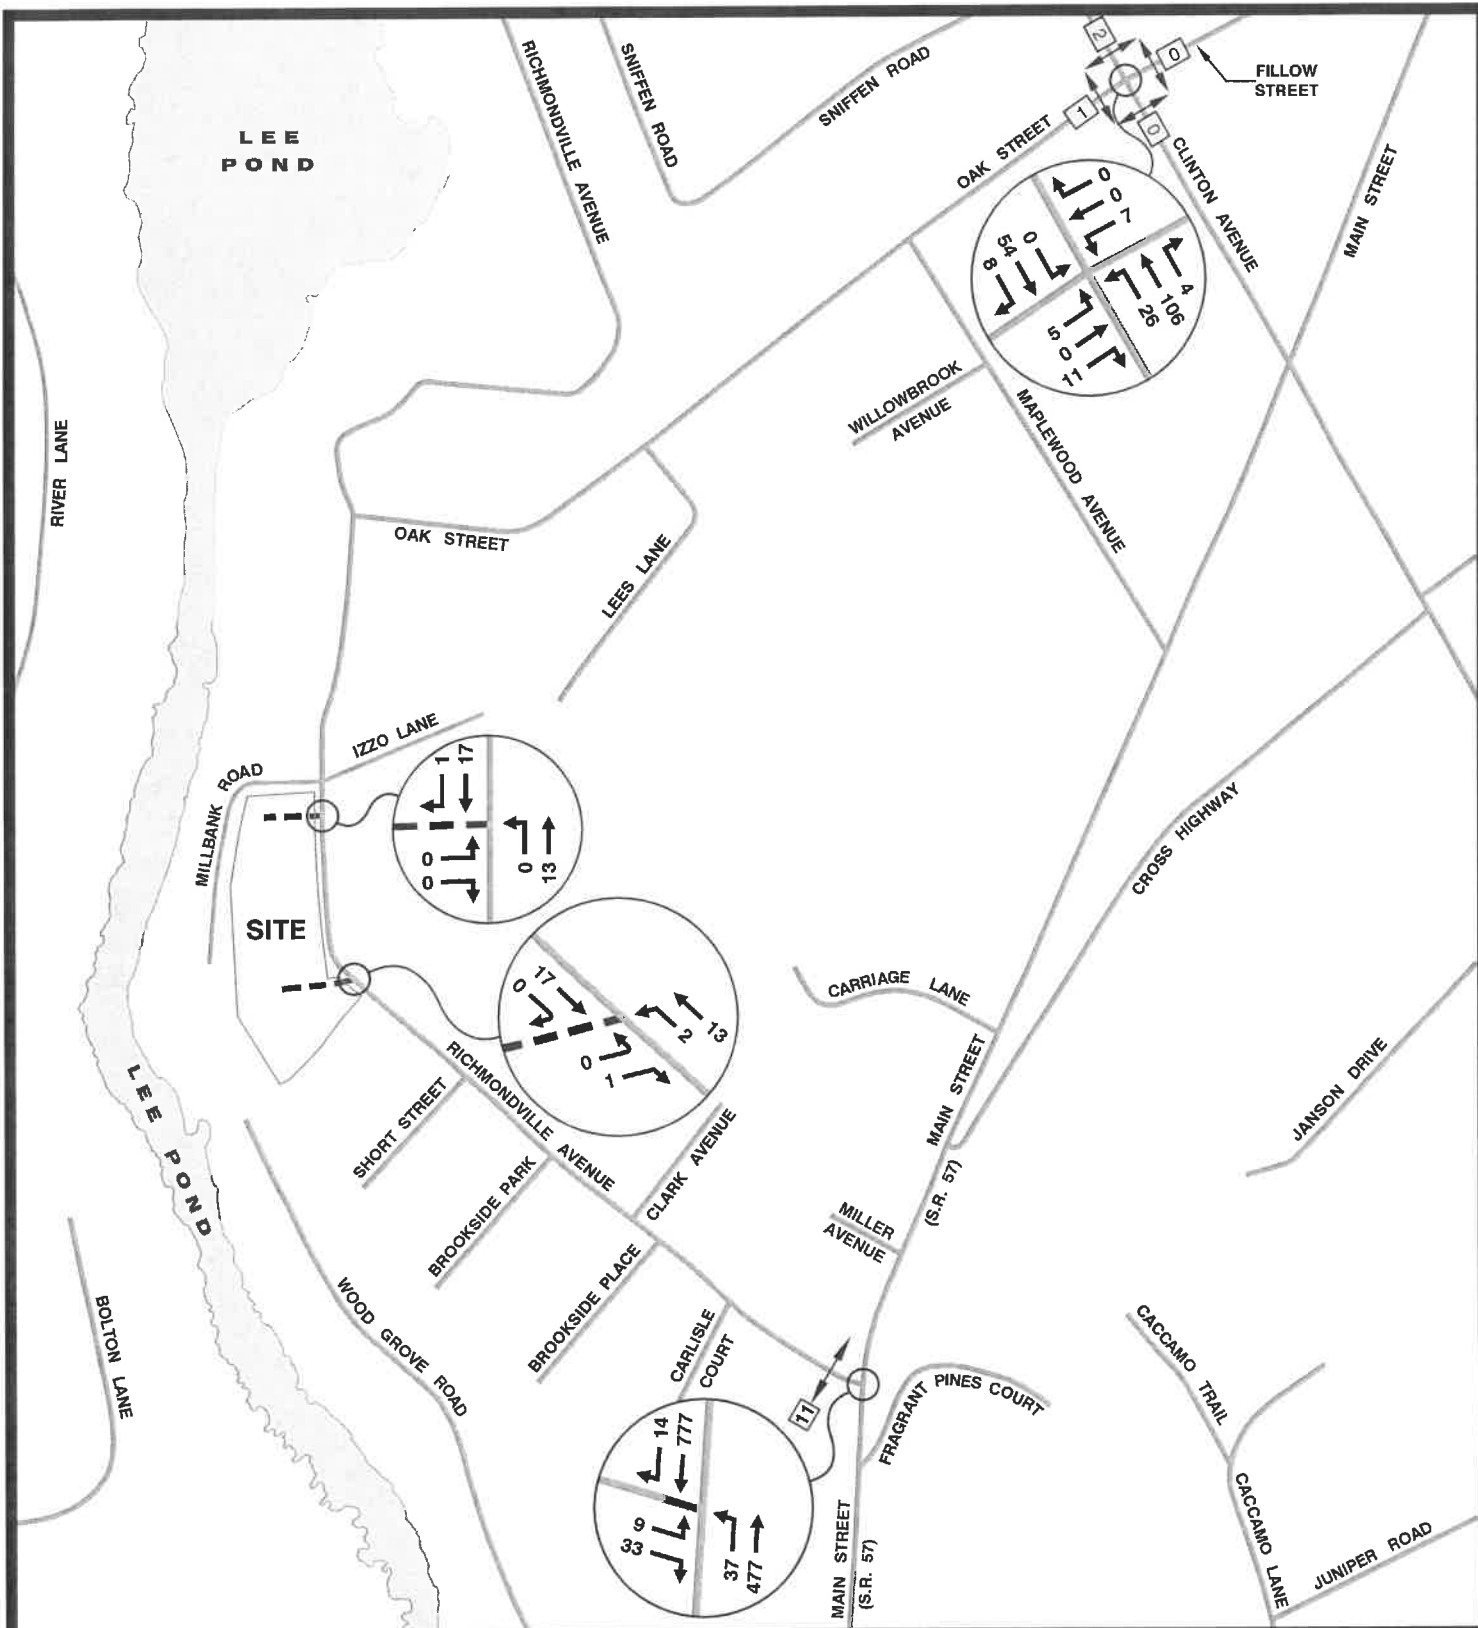 LEE
POND
RICHMONDVILLE AVENUE
SNIFFEN ROAD
SNIFFEN ROAD
2
0
FILLOW
STREET
1
0
OAK STREET
CLINTON AVENUE
MAIN STREET
0
0
7
0
54
8
4
106
26
5
0
11
WILLOWBROOK
AVENUE
MAPLEWOOD AVENUE
RIVER LANE
OAK STREET
LEES LANE
IZZO LANE
MILLBANK ROAD
1
17
0
0
0
13
SITE
CROSS HIGHWAY
17
0
13
2
0
1
CARRIAGE LANE
LEE POND
RICHMONDVILLE AVENUE
SHORT STREET
BROOKSIDE PARK
CLARK AVENUE
BROOKSIDE PLACE
MAIN STREET
(S.R. 57)
JANSON DRIVE
MILLER
AVENUE
BOLTON LANE
WOOD GROVE ROAD
CARLISLE
COURT
11
FRAGRANT PINES COURT
CACCAMO TRAIL
14
777
9
33
37
477
MAIN STREET
(S.R. 57)
CACCAMO LANE
JUNIPER ROAD